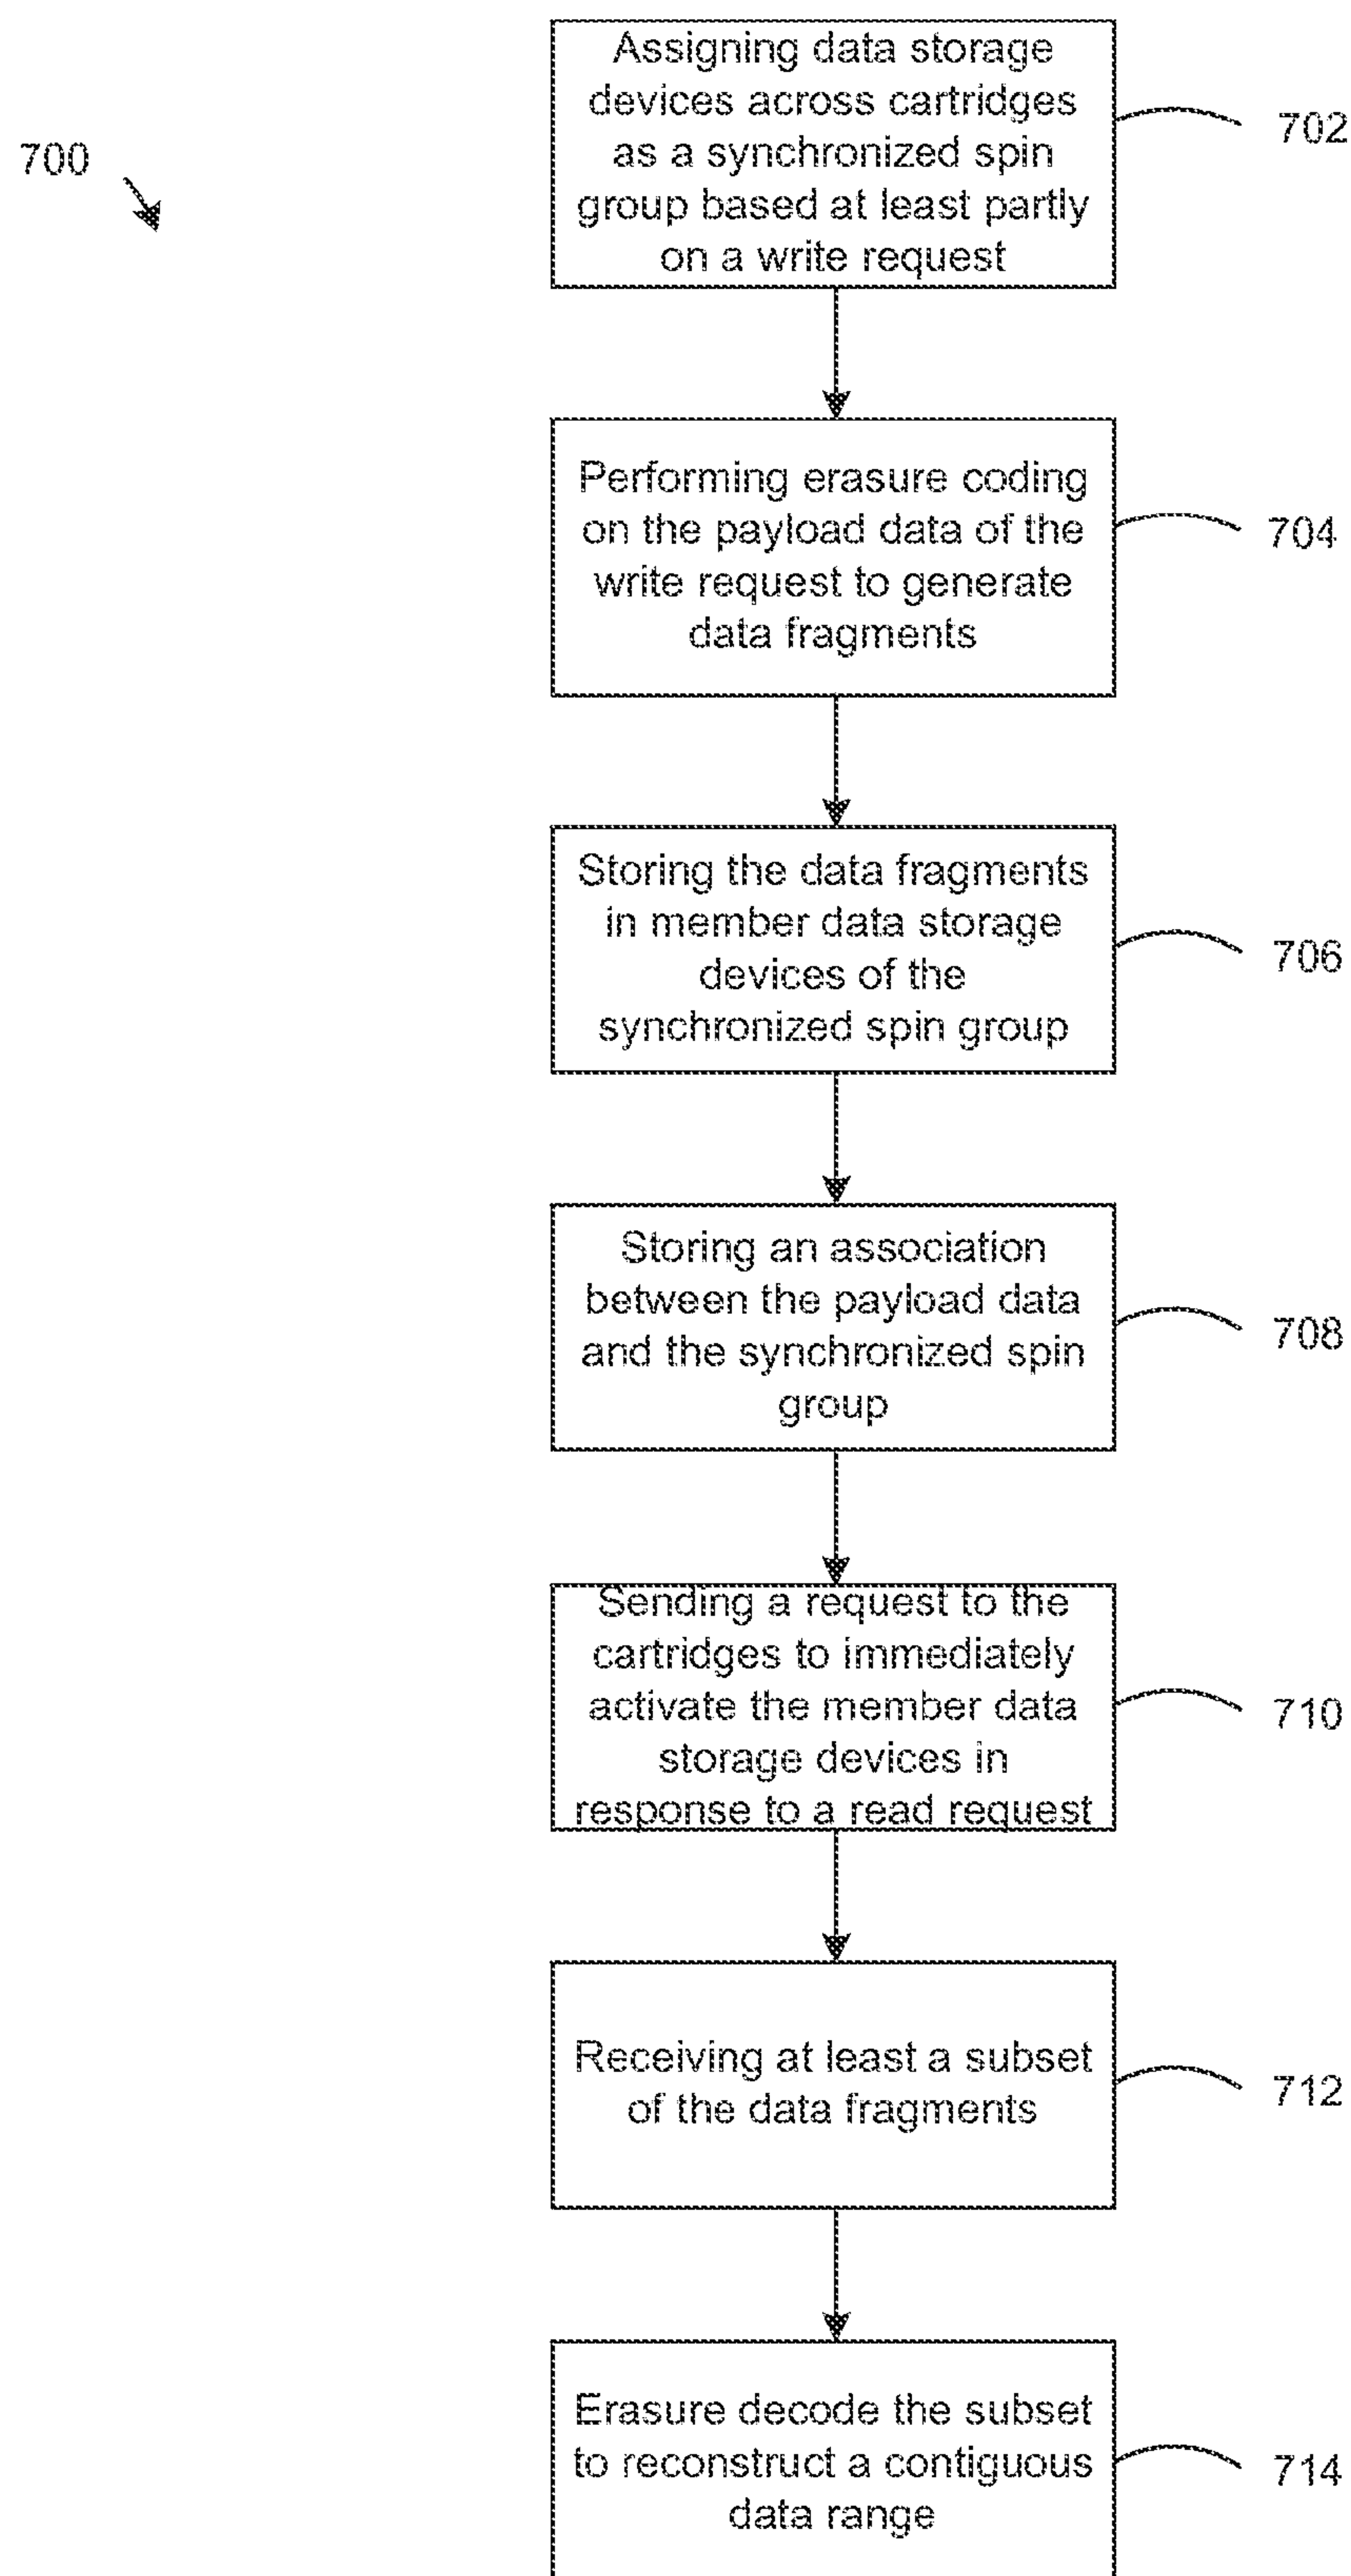 700
Assigning data storage
devices across cartridges
as a synchronized spin
group based at least partly
on a write request
702
Performing erasure coding
on the payload data of the
write request to generate
data fragments
704
Storing the data fragments
in member data storage
devices of the
synchronized spin group
706
Storing an association
between the payload data
and the synchronized spin
group
708
Sending a request to the
cartridges to immediately
activate the member data
storage devices in
response to a read request
710
Receiving at least a subset
of the data fragments
712
Erasure decode the subset
to reconstruct a contiguous
data range
714